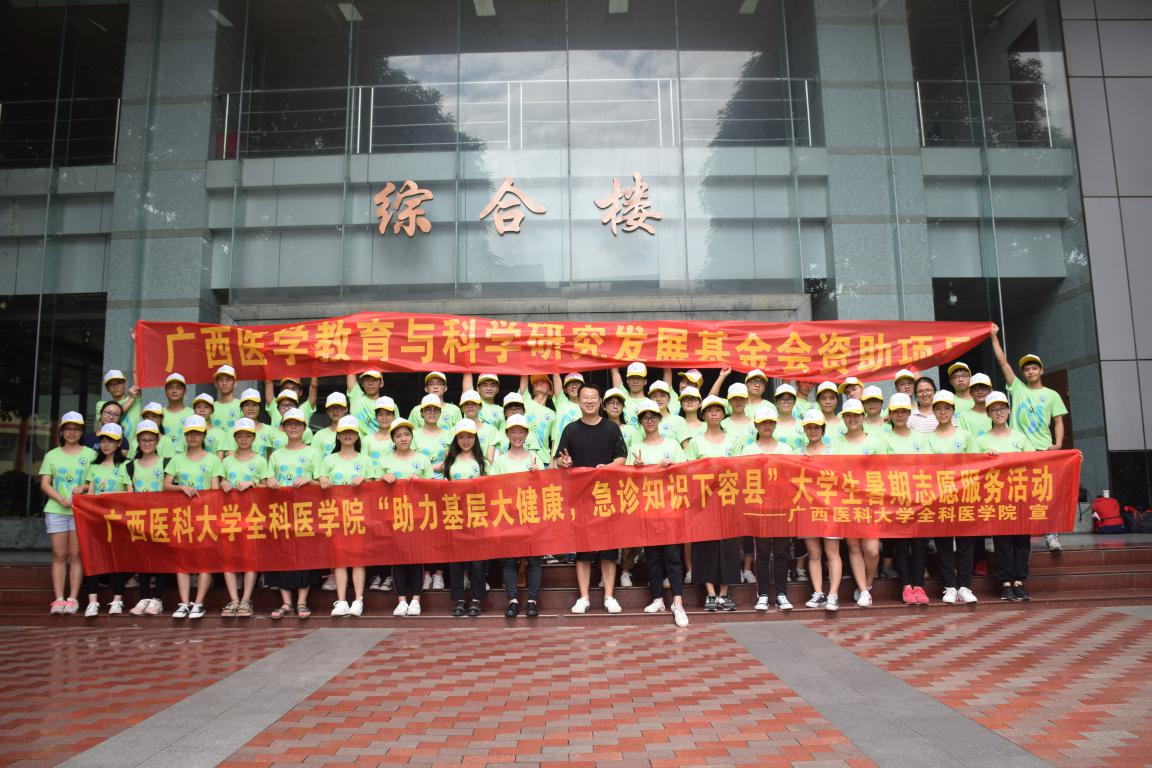 综合楼
广西医学教育与科学研究发展基金会资助项目
广西医科大学全科医学院“助力基层大健康，急诊知识下容县”大学生暑期志愿服务活动
——广西医科大学全科医学院 宣